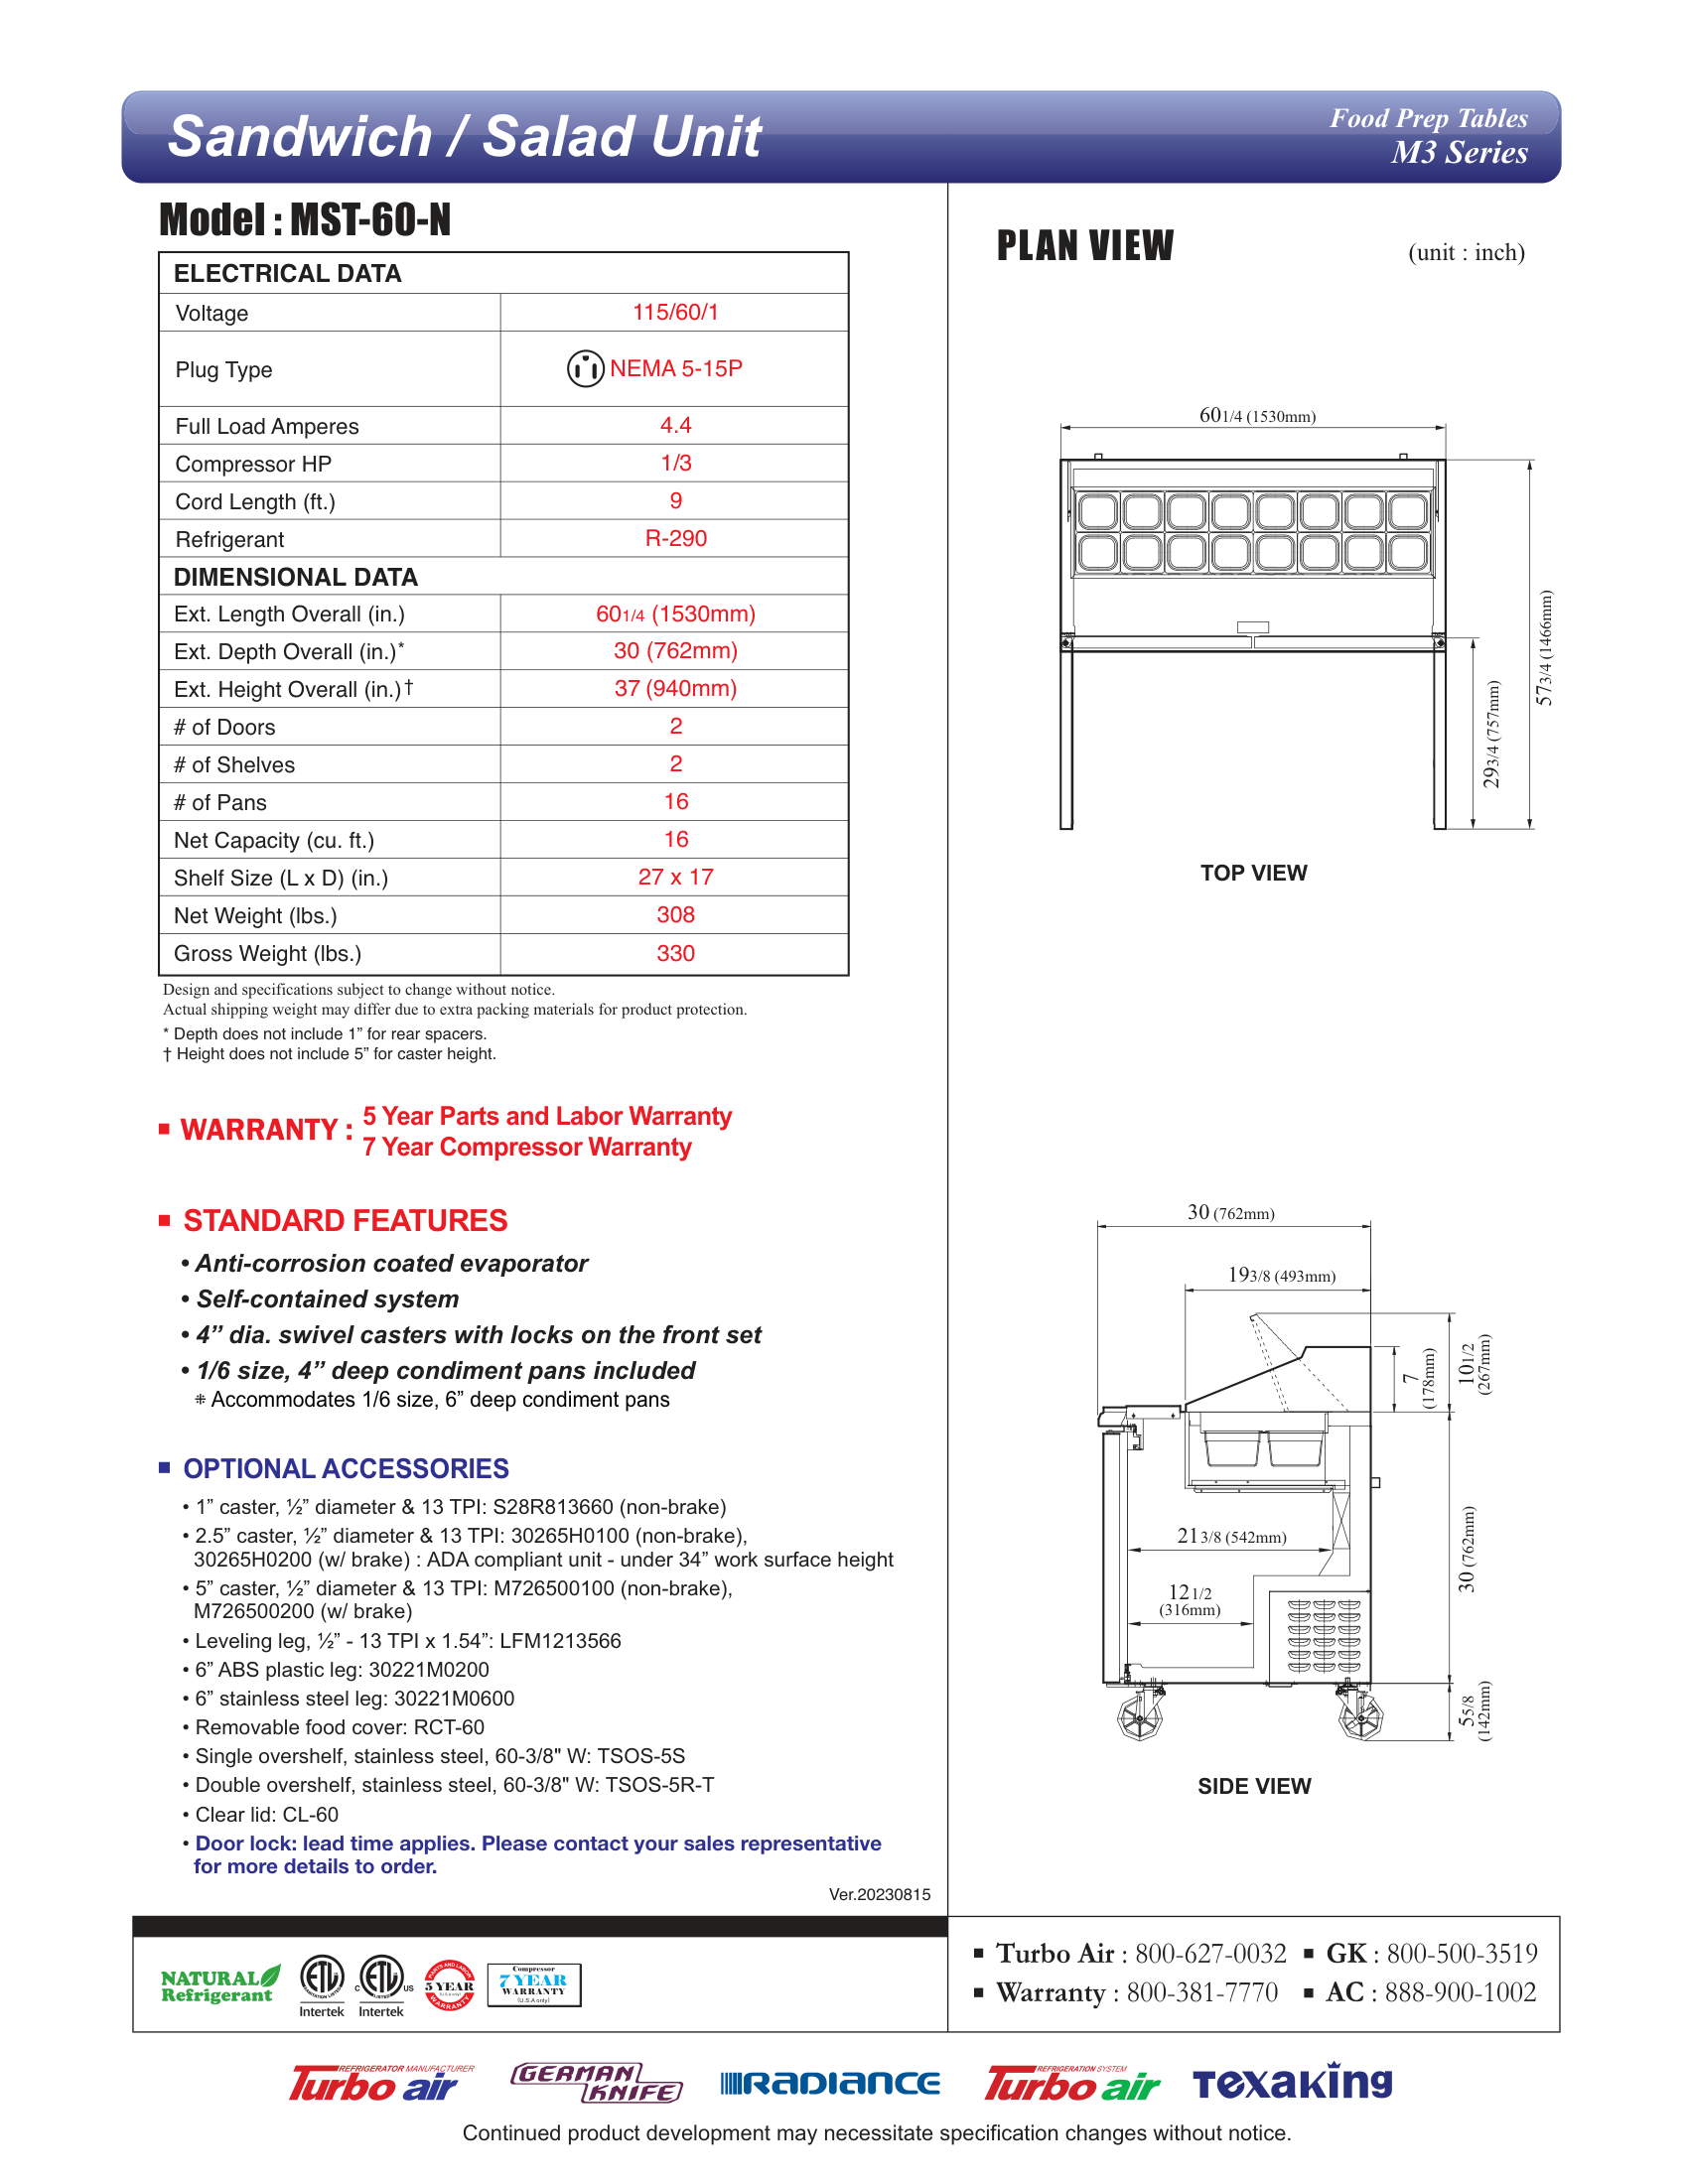 Sandwich / Salad Unit
Food Prep Tables
M3 Series
Model : MST-60-N
ELECTRICAL DATA
Voltage 115/60/1
Plug Type NEMA 5-15P
Full Load Amperes 4.4
Compressor HP 1/3
Cord Length (ft.) 9
Refrigerant R-290
DIMENSIONAL DATA
Ext. Length Overall (in.) 601/4 (1530mm)
Ext. Depth Overall (in.)* 30 (762mm)
Ext. Height Overall (in.)† 37 (940mm)
# of Doors 2
# of Shelves 2
# of Pans 16
Net Capacity (cu. ft.) 16
Shelf Size (L x D) (in.) 27 x 17
Net Weight (lbs.) 308
Gross Weight (lbs.) 330
Design and specifications subject to change without notice.
Actual shipping weight may differ due to extra packing materials for product protection.
* Depth does not include 1” for rear spacers.
† Height does not include 5” for caster height.
■ WARRANTY : 5 Year Parts and Labor Warranty
7 Year Compressor Warranty
■ STANDARD FEATURES
• Anti-corrosion coated evaporator
• Self-contained system
• 4” dia. swivel casters with locks on the front set
• 1/6 size, 4” deep condiment pans included
⁜ Accommodates 1/6 size, 6” deep condiment pans
■ OPTIONAL ACCESSORIES
• 1” caster, ½” diameter & 13 TPI: S28R813660 (non-brake)
• 2.5” caster, ½” diameter & 13 TPI: 30265H0100 (non-brake),
30265H0200 (w/ brake) : ADA compliant unit - under 34” work surface height
• 5” caster, ½” diameter & 13 TPI: M726500100 (non-brake),
M726500200 (w/ brake)
• Leveling leg, ½” - 13 TPI x 1.54”: LFM1213566
• 6” ABS plastic leg: 30221M0200
• 6” stainless steel leg: 30221M0600
• Removable food cover: RCT-60
• Single overshelf, stainless steel, 60-3/8" W: TSOS-5S
• Double overshelf, stainless steel, 60-3/8" W: TSOS-5R-T
• Clear lid: CL-60
• Door lock: lead time applies. Please contact your sales representative
for more details to order.
Ver.20230815
PLAN VIEW
(unit : inch)
601/4 (1530mm)
573/4 (1466mm)
293/4 (757mm)
TOP VIEW
30 (762mm)
193/8 (493mm)
7
(178mm)
101/2
(267mm)
213/8 (542mm)
121/2
(316mm)
30 (762mm)
55/8
(142mm)
SIDE VIEW
NATURAL
Refrigerant
ETL
Intertek
C ETL US
Intertek
PARTS AND LABOR
5 YEAR
WARRANTY
Compressor
7 YEAR
WARRANTY
(U.S.A only)
■ Turbo Air : 800-627-0032 ■ GK : 800-500-3519
■ Warranty : 800-381-7770 ■ AC : 888-900-1002
REFRIGERATOR MANUFACTURER
Turbo air
GERMAN
KNIFE
RADIANCE
REFRIGERATION SYSTEM
Turbo air
TEXAKING
Continued product development may necessitate specification changes without notice.